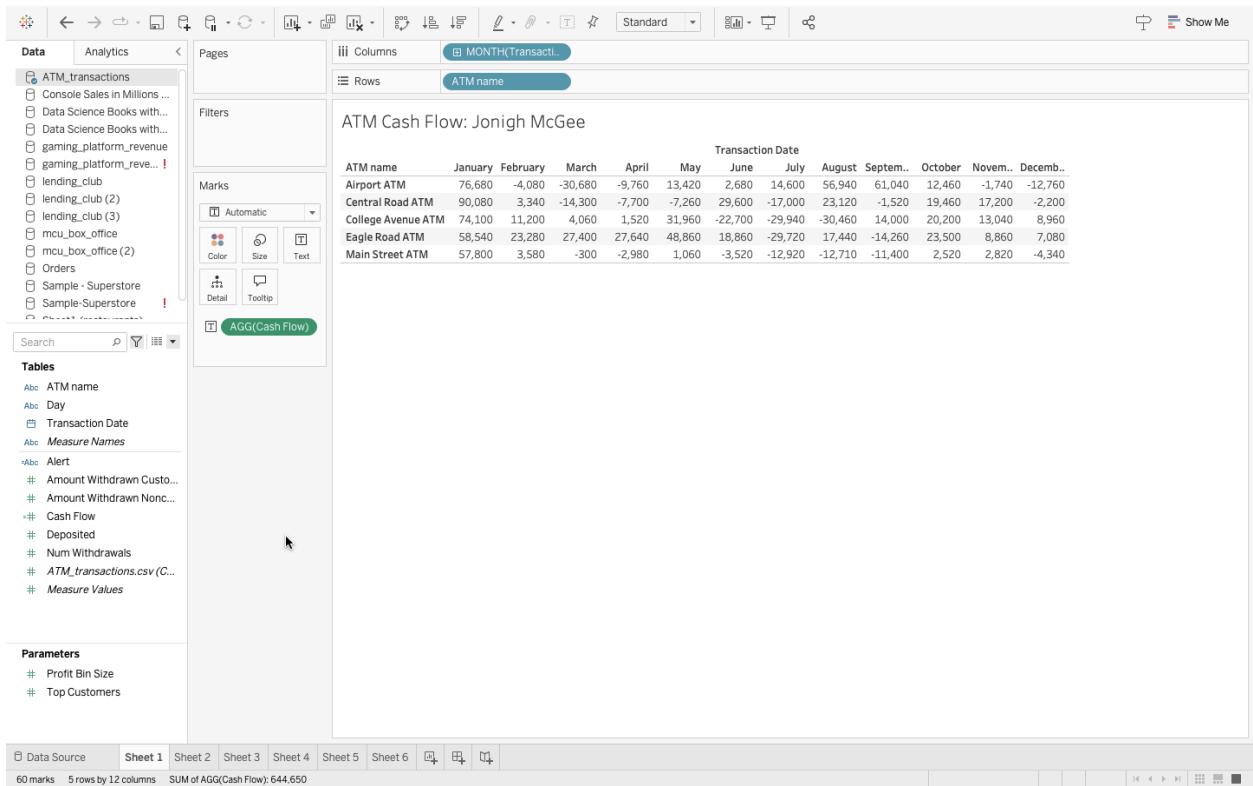 Standard
Show Me
Data Analytics
ATM_transactions
Console Sales in Millions ...
Data Science Books with...
Data Science Books with...
gaming_platform_revenue
gaming_platform_reve... !
lending_club
lending_club (2)
lending_club (3)
mcu_box_office
mcu_box_office (2)
Orders
Sample - Superstore
Sample-Superstore !
Search
Tables
Abc ATM name
Abc Day
Transaction Date
Abc Measure Names
=Abc Alert
# Amount Withdrawn Custo...
# Amount Withdrawn Nonc...
=# Cash Flow
# Deposited
# Num Withdrawals
# ATM_transactions.csv (C...
# Measure Values
Parameters
# Profit Bin Size
# Top Customers
Pages
Filters
Marks
Automatic
Color Size Text
Detail Tooltip
AGG(Cash Flow)
Columns MONTH(Transacti..
Rows ATM name
ATM Cash Flow: Jonigh McGee
Transaction Date
ATM name January February March April May June July August Septem.. October Novem.. Decemb..
Airport ATM 76,680 -4,080 -30,680 -9,760 13,420 2,680 14,600 56,940 61,040 12,460 -1,740 -12,760
Central Road ATM 90,080 3,340 -14,300 -7,700 -7,260 29,600 -17,000 23,120 -1,520 19,460 17,200 -2,200
College Avenue ATM 74,100 11,200 4,060 1,520 31,960 -22,700 -29,940 -30,460 14,000 20,200 13,040 8,960
Eagle Road ATM 58,540 23,280 27,400 27,640 48,860 18,860 -29,720 17,440 -14,260 23,500 8,860 7,080
Main Street ATM 57,800 3,580 -300 -2,980 1,060 -3,520 -12,920 -12,710 -11,400 2,520 2,820 -4,340
Data Source Sheet 1 Sheet 2 Sheet 3 Sheet 4 Sheet 5 Sheet 6
60 marks 5 rows by 12 columns SUM of AGG(Cash Flow): 644,650